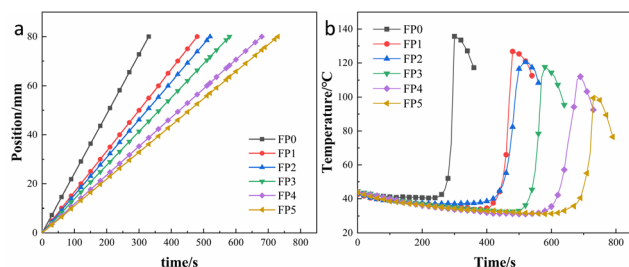 a
Position/mm
80
60
40
20
0
0 100 200 300 400 500 600 700 800
time/s
FP0
FP1
FP2
FP3
FP4
FP5
b
Temperature/°C
140
120
100
80
60
40
20
0 200 400 600 800
Time/s
FP0
FP1
FP2
FP3
FP4
FP5